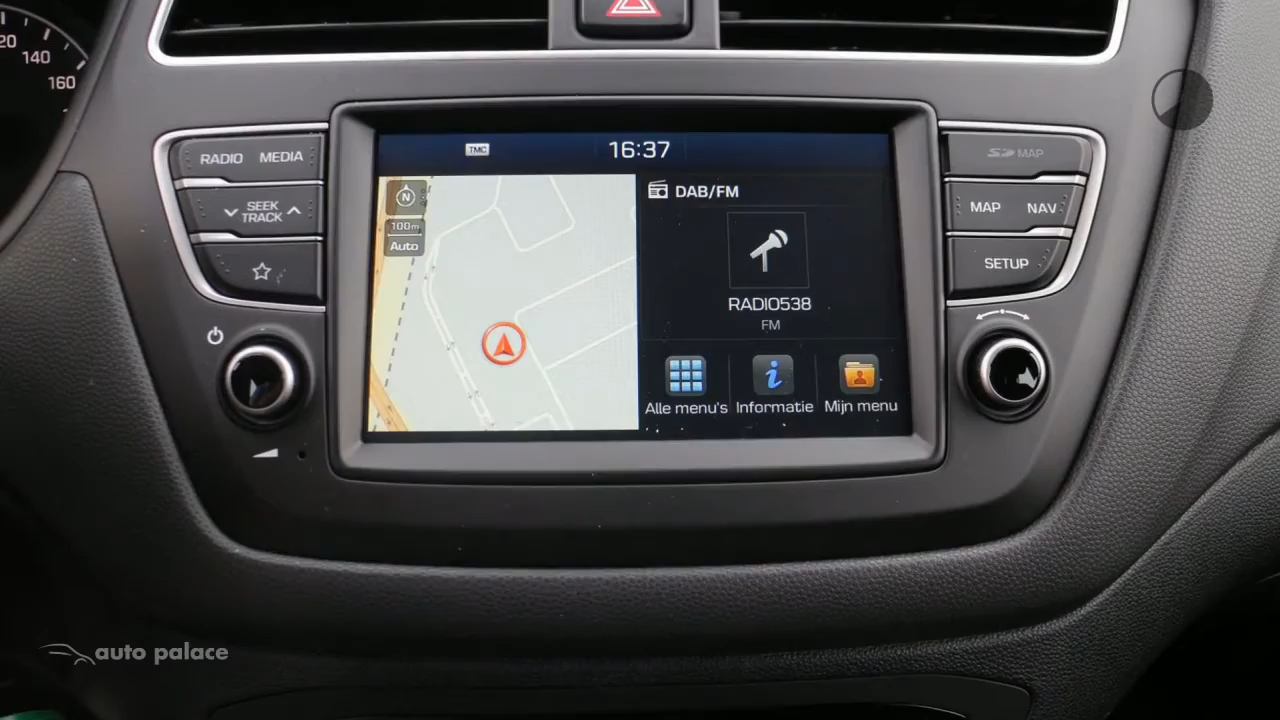 20
140
160
RADIO MEDIA
SEEK
TRACK
TMC
16:37
N
100m
Auto
DAB/FM
RADIO538
FM
Alle menu's Informatie Mijn menu
SD MAP
MAP NAV
SETUP
auto palace